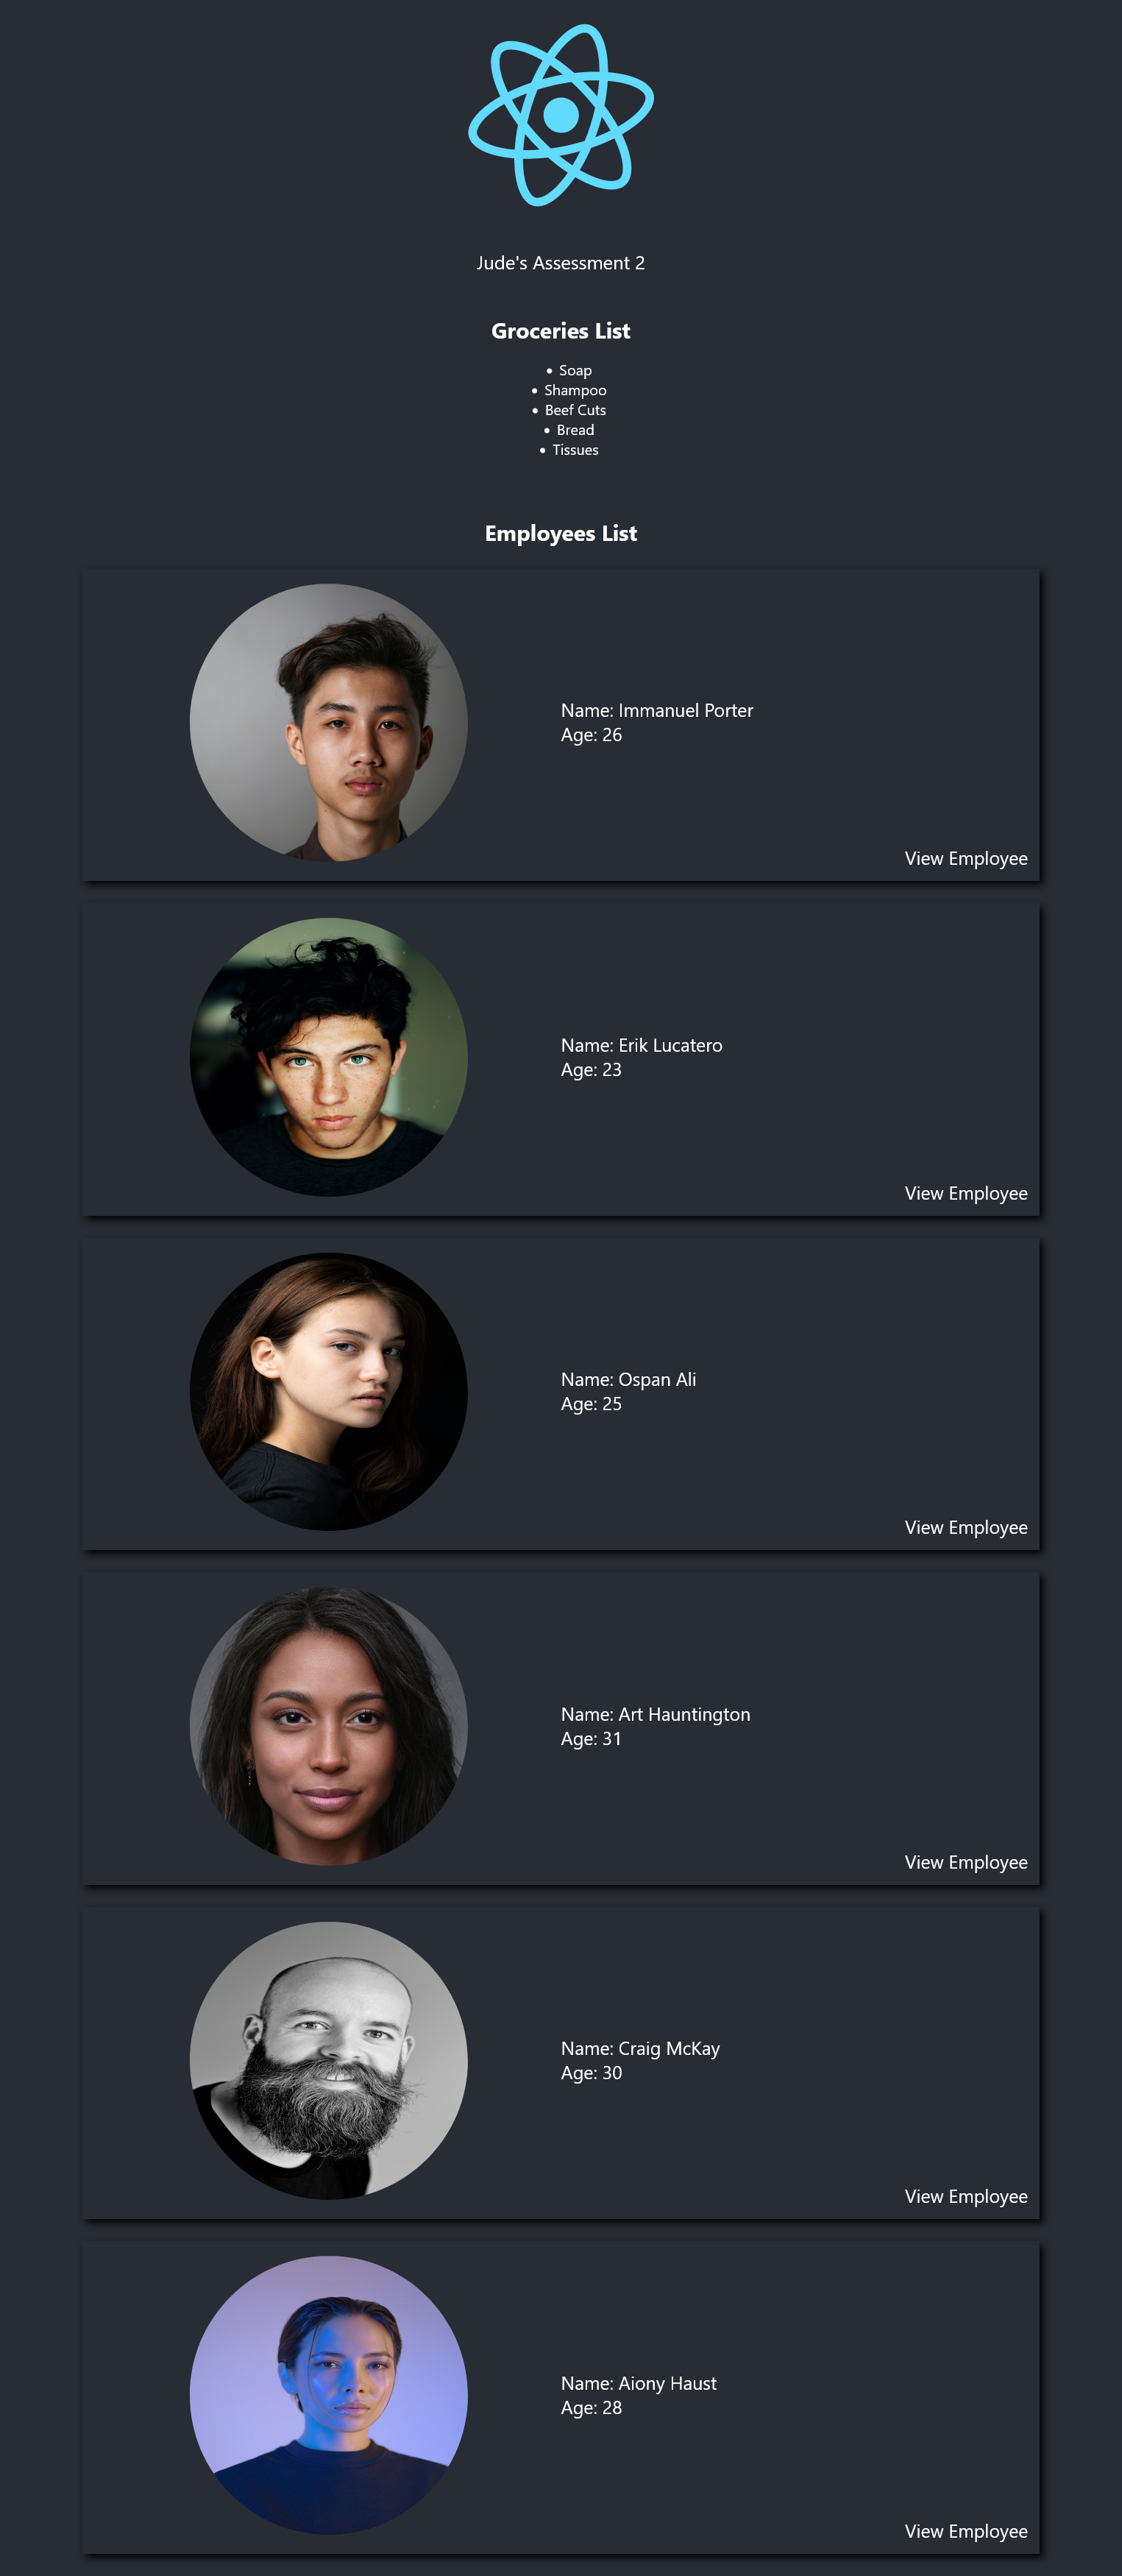 Jude's Assessment 2
Groceries List
• Soap
• Shampoo
• Beef Cuts
• Bread
• Tissues
Employees List
Name: Immanuel Porter
Age: 26
View Employee
Name: Erik Lucatero
Age: 23
View Employee
Name: Ospan Ali
Age: 25
View Employee
Name: Art Hauntington
Age: 31
View Employee
Name: Craig McKay
Age: 30
View Employee
Name: Aiony Haust
Age: 28
View Employee